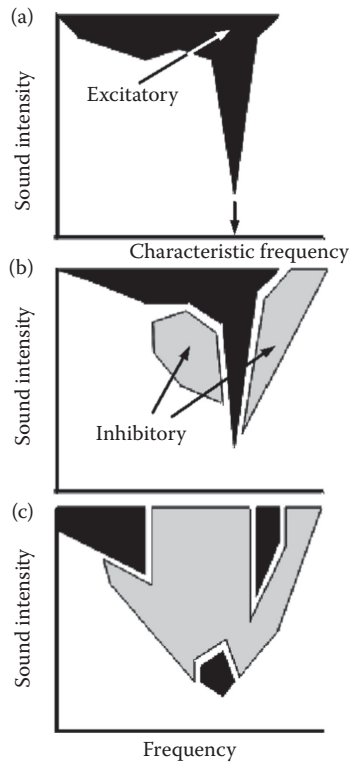 (a)
Excitatory
Sound intensity
Characteristic frequency
(b)
Inhibitory
Sound intensity
(c)
Sound intensity
Frequency